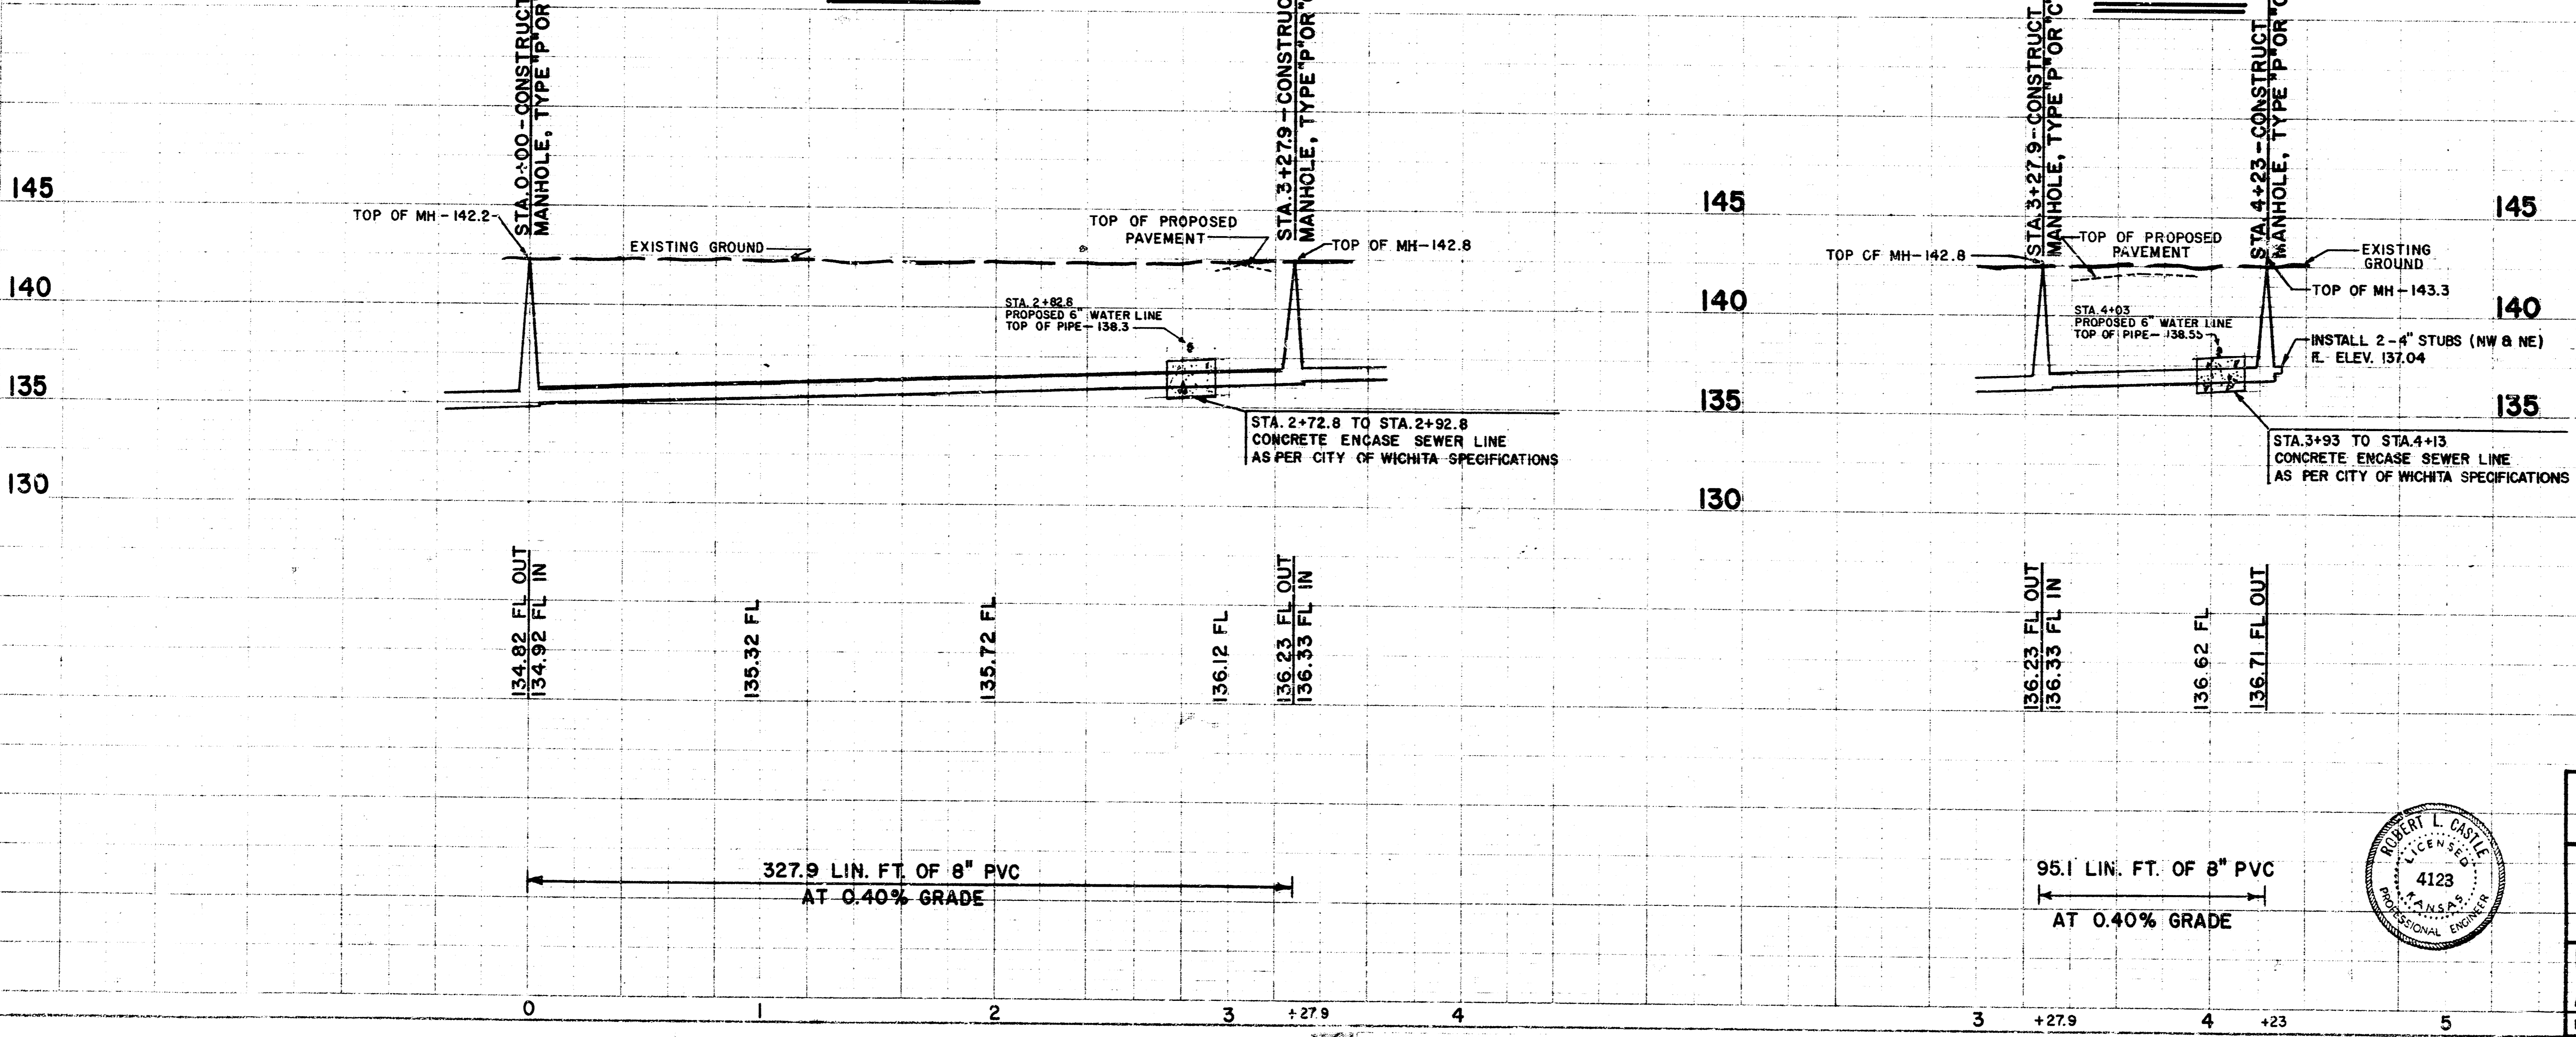 STA. 0+00 - CONSTRUCT
MANHOLE, TYPE "P" OR
STA. 3+27.9 - CONSTRUCT
MANHOLE, TYPE "P" OR "
145
TOP OF MH - 142.2
EXISTING GROUND
TOP OF PROPOSED
PAVEMENT
TOP OF MH-142.8
140
STA. 2+82.8
PROPOSED 6" WATER LINE
TOP OF PIPE - 138.3
135
STA. 2+72.8 TO STA. 2+92.8
CONCRETE ENCASE SEWER LINE
AS PER CITY OF WICHITA SPECIFICATIONS
130
134.82 FL OUT
134.92 FL IN
135.32 FL
135.72 FL
136.12 FL
136.23 FL OUT
136.33 FL IN
327.9 LIN. FT. OF 8" PVC
AT 0.40% GRADE
0
1
2
3
+27.9
4
STA. 3+27.9 - CONSTRUCT
MANHOLE, TYPE "P" OR "C"
STA. 4+23 - CONSTRUCT
MANHOLE, TYPE "P" OR "C
145
145
TOP OF MH-142.8
TOP OF PROPOSED
PAVEMENT
EXISTING
GROUND
TOP OF MH - 143.3
140
140
STA. 4+03
PROPOSED 6" WATER LINE
TOP OF PIPE - 138.55
INSTALL 2-4" STUBS (NW & NE)
FL ELEV. 137.04
135
135
STA. 3+93 TO STA. 4+13
CONCRETE ENCASE SEWER LINE
AS PER CITY OF WICHITA SPECIFICATIONS
130
136.23 FL OUT
136.33 FL IN
136.62 FL
136.71 FL OUT
95.1 LIN. FT. OF 8" PVC
AT 0.40% GRADE
ROBERT L. CASTLE
LICENSED
4123
KANSAS
PROFESSIONAL ENGINEER
3
+27.9
4
+23
5